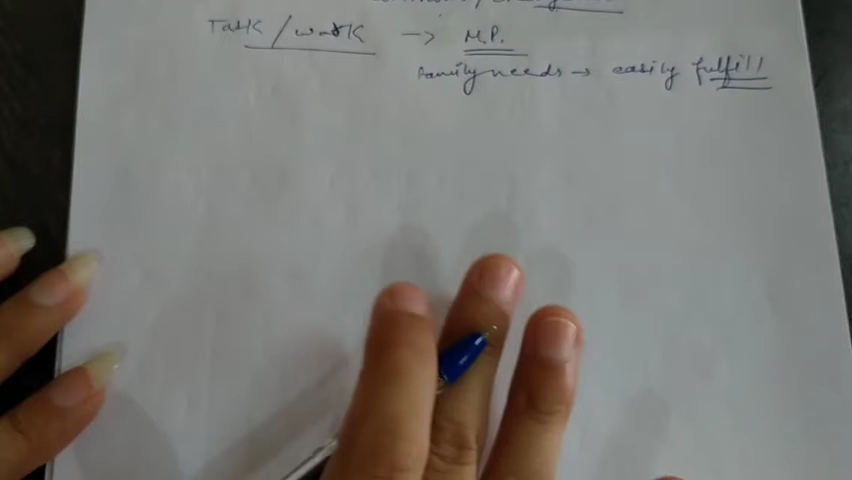 Task / work → M.P.
Family needs → easily fulfill